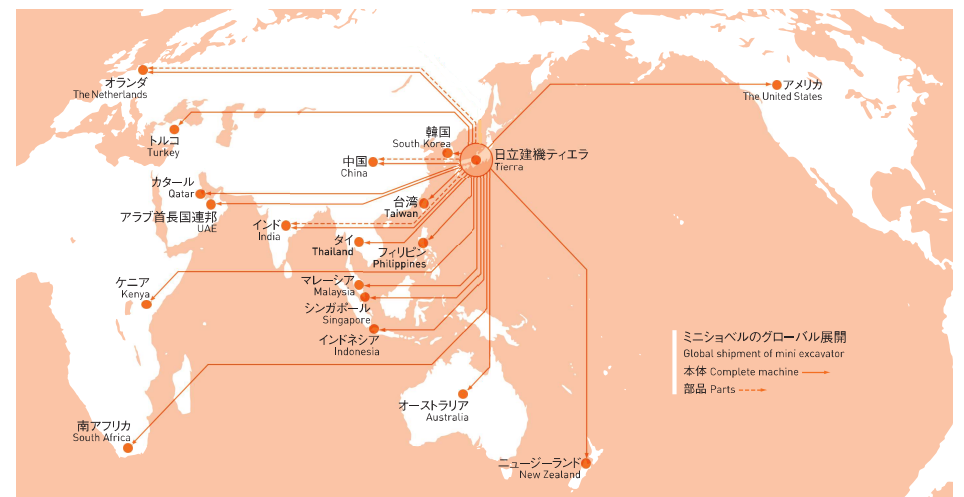 オランダ
The Netherlands
アメリカ
The United States
トルコ
Turkey
韓国
South Korea
日立建機ティエラ
Tierra
中国
China
カタール
Qatar
アラブ首長国連邦
UAE
台湾
Taiwan
インド
India
タイ
Thailand
フィリピン
Philippines
ケニア
Kenya
マレーシア
Malaysia
シンガポール
Singapore
インドネシア
Indonesia
ミニショベルのグローバル展開
Global shipment of mini excavator
本体 Complete machine
部品 Parts
オーストラリア
Australia
南アフリカ
South Africa
ニュージーランド
New Zealand